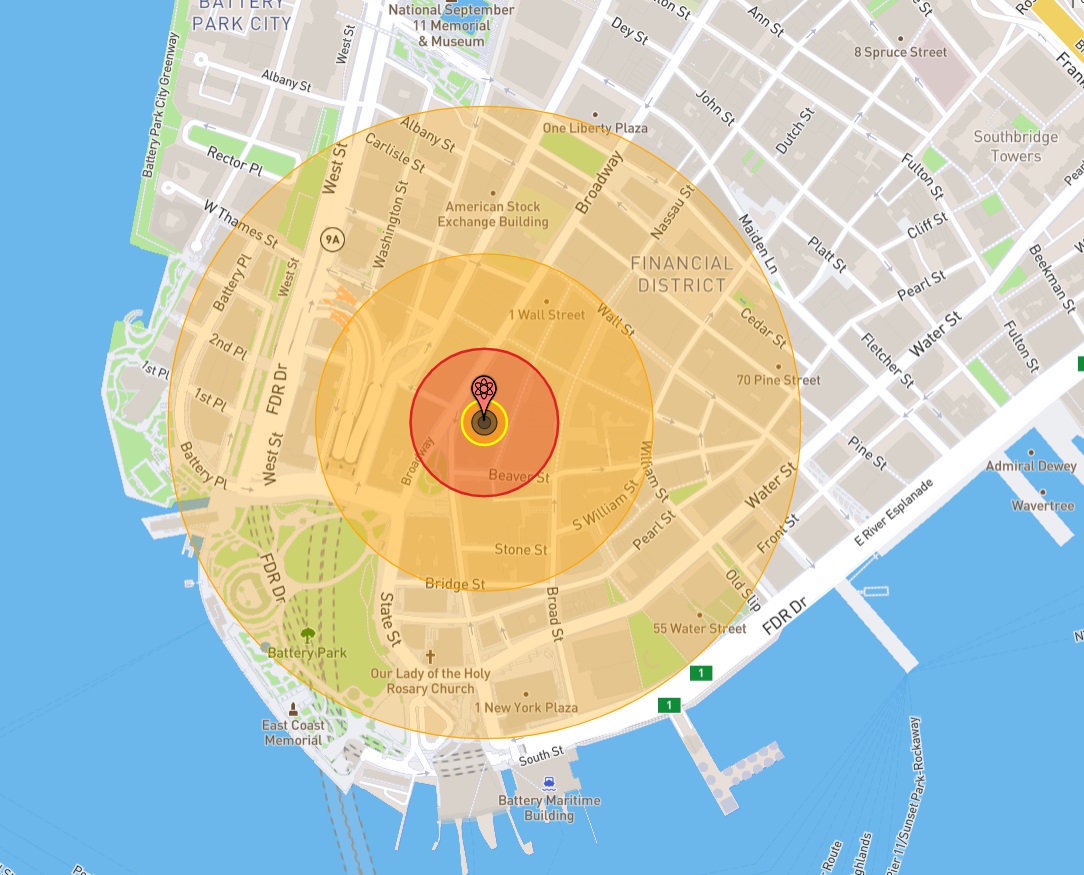 BATTERY
PARK CITY
National September
11 Memorial
& Museum
Dey St
Ann St
8 Spruce Street
West St
Albany St
Battery Park City Greenway
John St
Dutch St
Southbridge
Towers
Rector Pl
Albany St
Carlisle St
One Liberty Plaza
Broadway
Nassau St
Fulton St
Cliff St
West St
W Thames St
Washington St
American Stock
Exchange Building
Maiden Ln
Platt St
Pearl St
Beekman St
9A
Battery Pl
West St
FINANCIAL
DISTRICT
1 Wall Street
Wall St
Cedar St
Fletcher St
Water St
Fulton St
2nd Pl
1st Pl
1st Pl
FDR Dr
70 Pine Street
West St
Battery Pl
Broadway
Beaver St
William St
S William St
Water St
Pine St
Admiral Dewey
Wavertree
Pearl St
Front St
E River Esplanade
Stone St
Bridge St
FDR Dr
State St
Broad St
Old Slip
55 Water Street
FDR Dr
Battery Park
Our Lady of the Holy
Rosary Church
1
1
1 New York Plaza
East Coast
Memorial
South St
Battery Maritime
Building
Pier 11/Sunset Park-Rockaway
Route